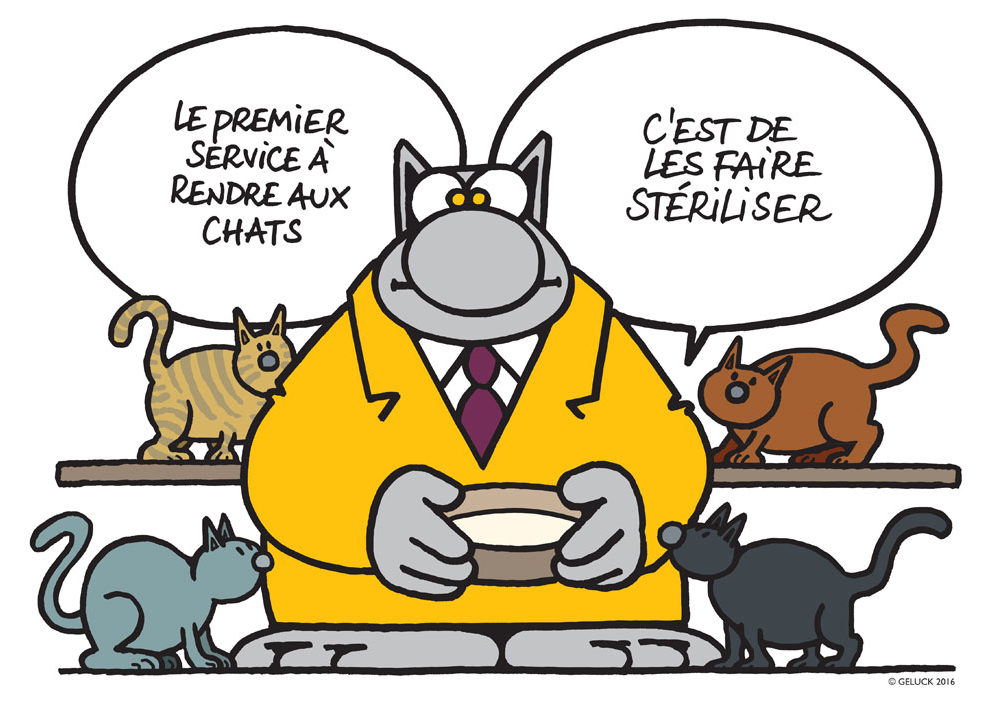 LE PREMIER
SERVICE À
RENDRE AUX
CHATS
C'EST DE
LES FAIRE
STÉRILISER
© GELUCK 2016